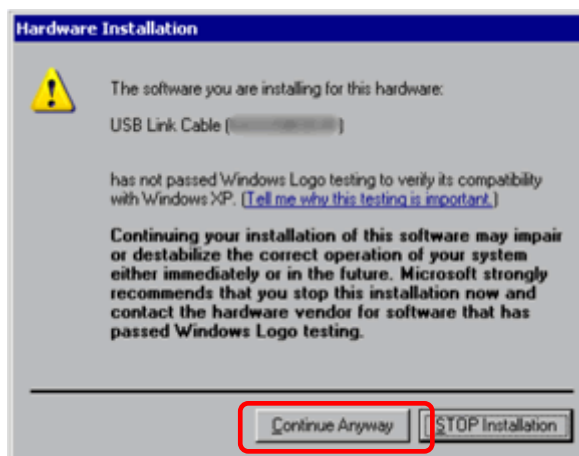 Hardware Installation
The software you are installing for this hardware:
USB Link Cable (
)
has not passed Windows Logo testing to verify its compatibility
with Windows XP. (Tell me why this testing is important.)
Continuing your installation of this software may impair
or destabilize the correct operation of your system
either immediately or in the future. Microsoft strongly
recommends that you stop this installation now and
contact the hardware vendor for software that has
passed Windows Logo testing.
Continue Anyway
STOP Installation